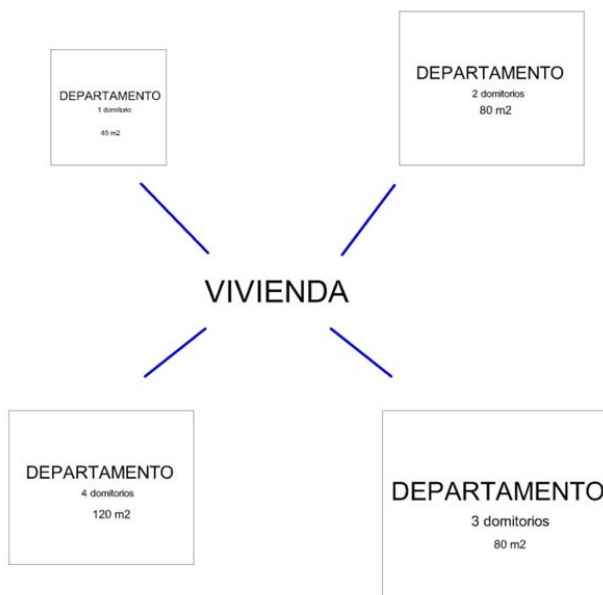 DEPARTAMENTO
1 domitorio
45 m2
DEPARTAMENTO
2 domitorios
80 m2
VIVIENDA
DEPARTAMENTO
4 domitorios
120 m2
DEPARTAMENTO
3 domitorios
80 m2